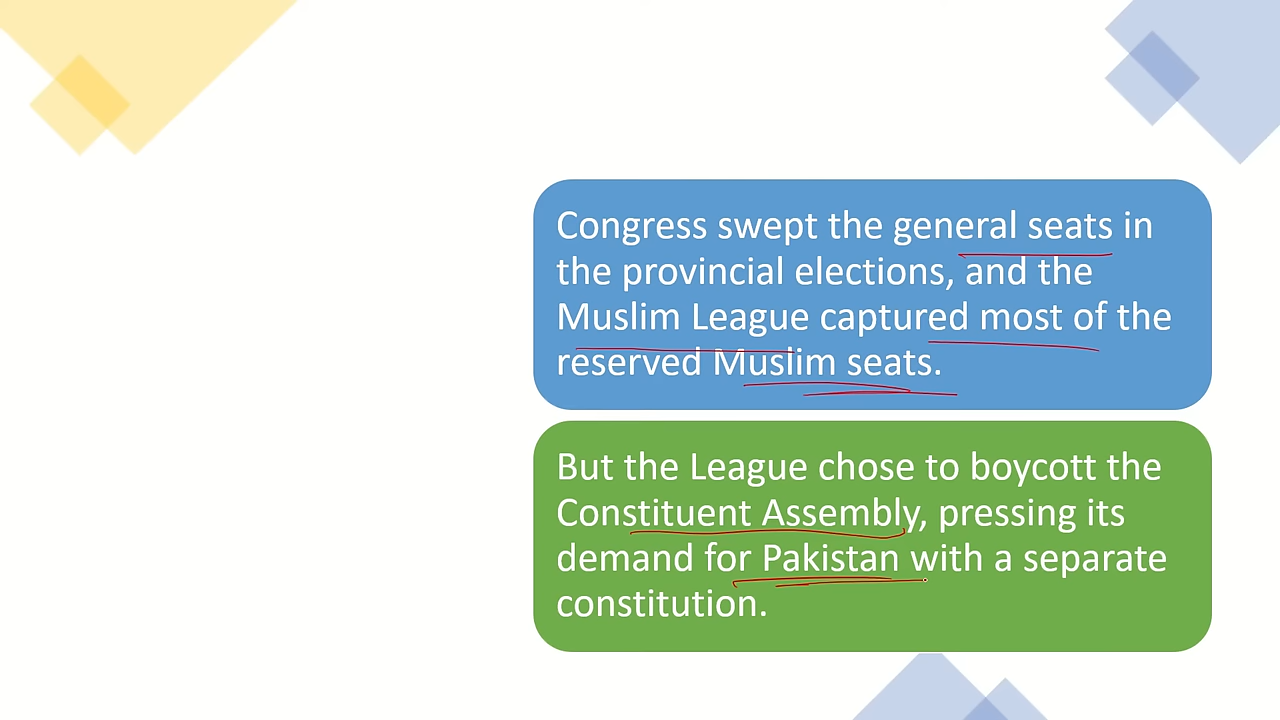 Congress swept the general seats in
the provincial elections, and the
Muslim League captured most of the
reserved Muslim seats.
But the League chose to boycott the
Constituent Assembly, pressing its
demand for Pakistan with a separate
constitution.